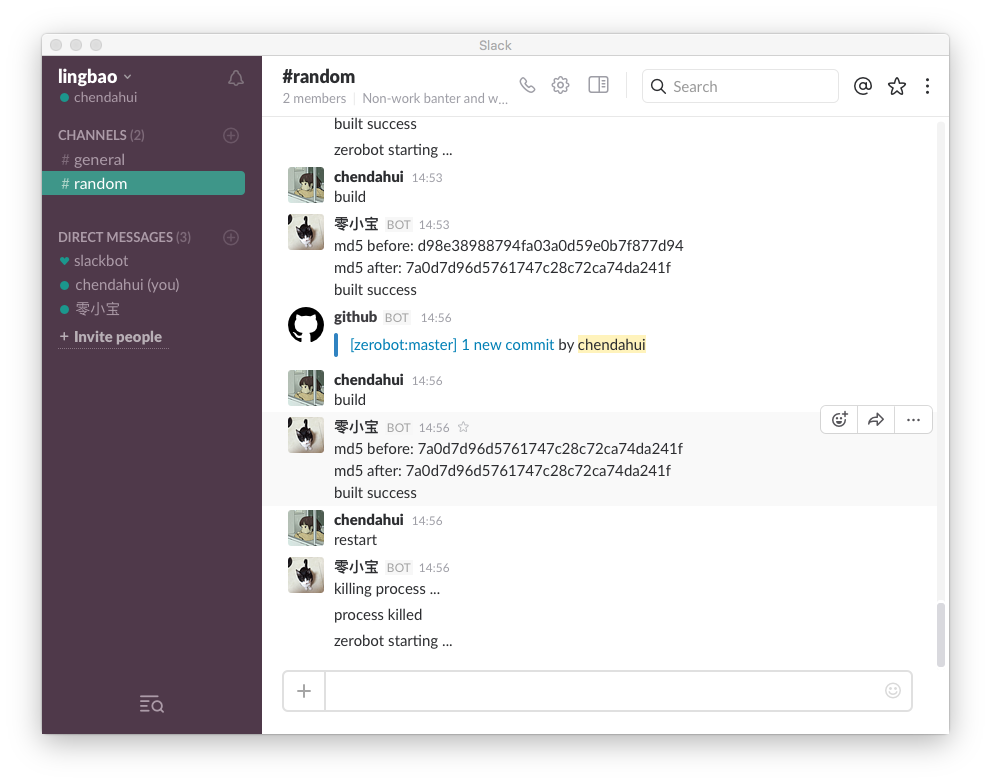 Slack
lingbao
chendahui
CHANNELS (2)
# general
# random
DIRECT MESSAGES (3)
slackbot
chendahui (you)
零小宝
+ Invite people
#random
2 members
Non-work banter and w...
Search
built success
zerobot starting ...
chendahui 14:53
build
零小宝 BOT 14:53
md5 before: d98e38988794fa03a0d59e0b7f877d94
md5 after: 7a0d7d96d5761747c28c72ca74da241f
built success
github BOT 14:56
[zerobot:master] 1 new commit by chendahui
chendahui 14:56
build
零小宝 BOT 14:56
md5 before: 7a0d7d96d5761747c28c72ca74da241f
md5 after: 7a0d7d96d5761747c28c72ca74da241f
built success
chendahui 14:56
restart
零小宝 BOT 14:56
killing process ...
process killed
zerobot starting ...